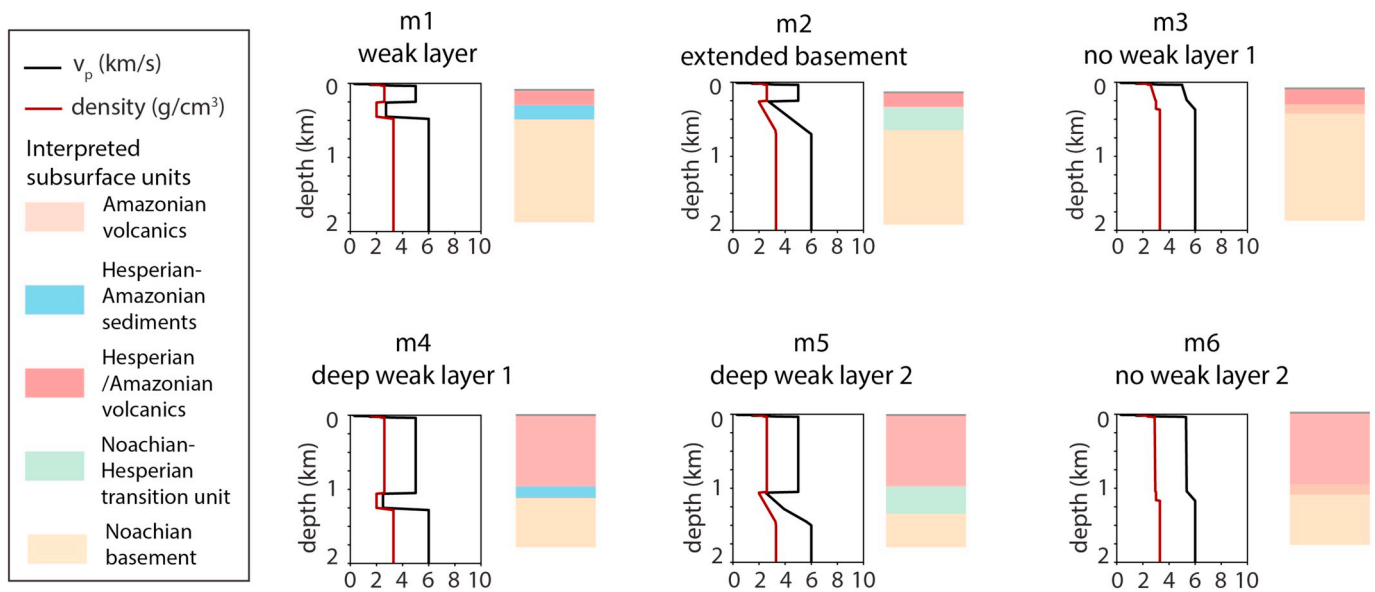 v_p (km/s)
density (g/cm³)
Interpreted
subsurface units
Amazonian
volcanics
Hesperian-
Amazonian
sediments
Hesperian
/Amazonian
volcanics
Noachian-
Hesperian
transition unit
Noachian
basement
m1
weak layer
depth (km)
0
1
2
0 2 4 6 8 10
m2
extended basement
depth (km)
0
1
2
0 2 4 6 8 10
m3
no weak layer 1
depth (km)
0
1
2
0 2 4 6 8 10
m4
deep weak layer 1
depth (km)
0
1
2
0 2 4 6 8 10
m5
deep weak layer 2
depth (km)
0
1
2
0 2 4 6 8 10
m6
no weak layer 2
depth (km)
0
1
2
0 2 4 6 8 10